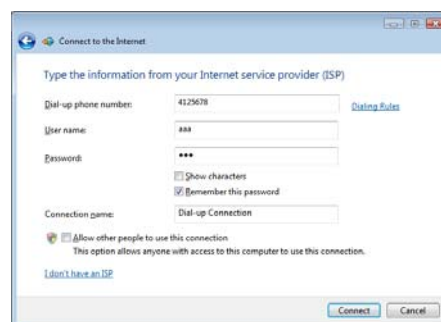 Connect to the Internet
Type the information from your Internet service provider (ISP)
Dial-up phone number: 4125678 Dialing Rules
User name: aaa
Password: •••
Show characters
Remember this password
Connection name: Dial-up Connection
Allow other people to use this connection
This option allows anyone with access to this computer to use this connection.
I don't have an ISP
Connect Cancel